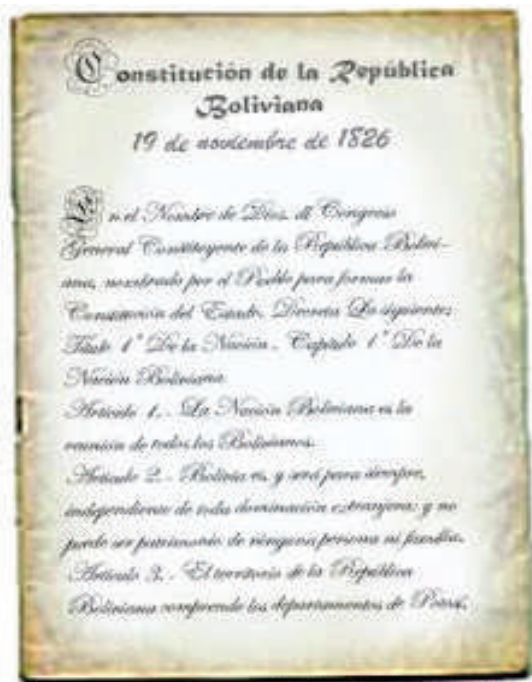 Constitución de la República
Boliviana
19 de noviembre de 1826
En el Nombre de Dios. El Congreso
General Constituyente de la República Bolivi-
ana, nombrado por el Pueblo para formar la
Constitución del Estado. Decreta Lo siguiente:
Título 1° De la Nación . Capítulo 1° De la
Nación Boliviana
Artículo 1. . La Nación Boliviana es la
reunión de todos los Bolivianos.
Artículo 2. . Bolivia es, y será para siempre,
independiente de toda dominación extranjera; y no
puede ser patrimonio de ninguna persona ni familia.
Artículo 3. . El territorio de la República
Boliviana comprende los departamentos de Potosí,